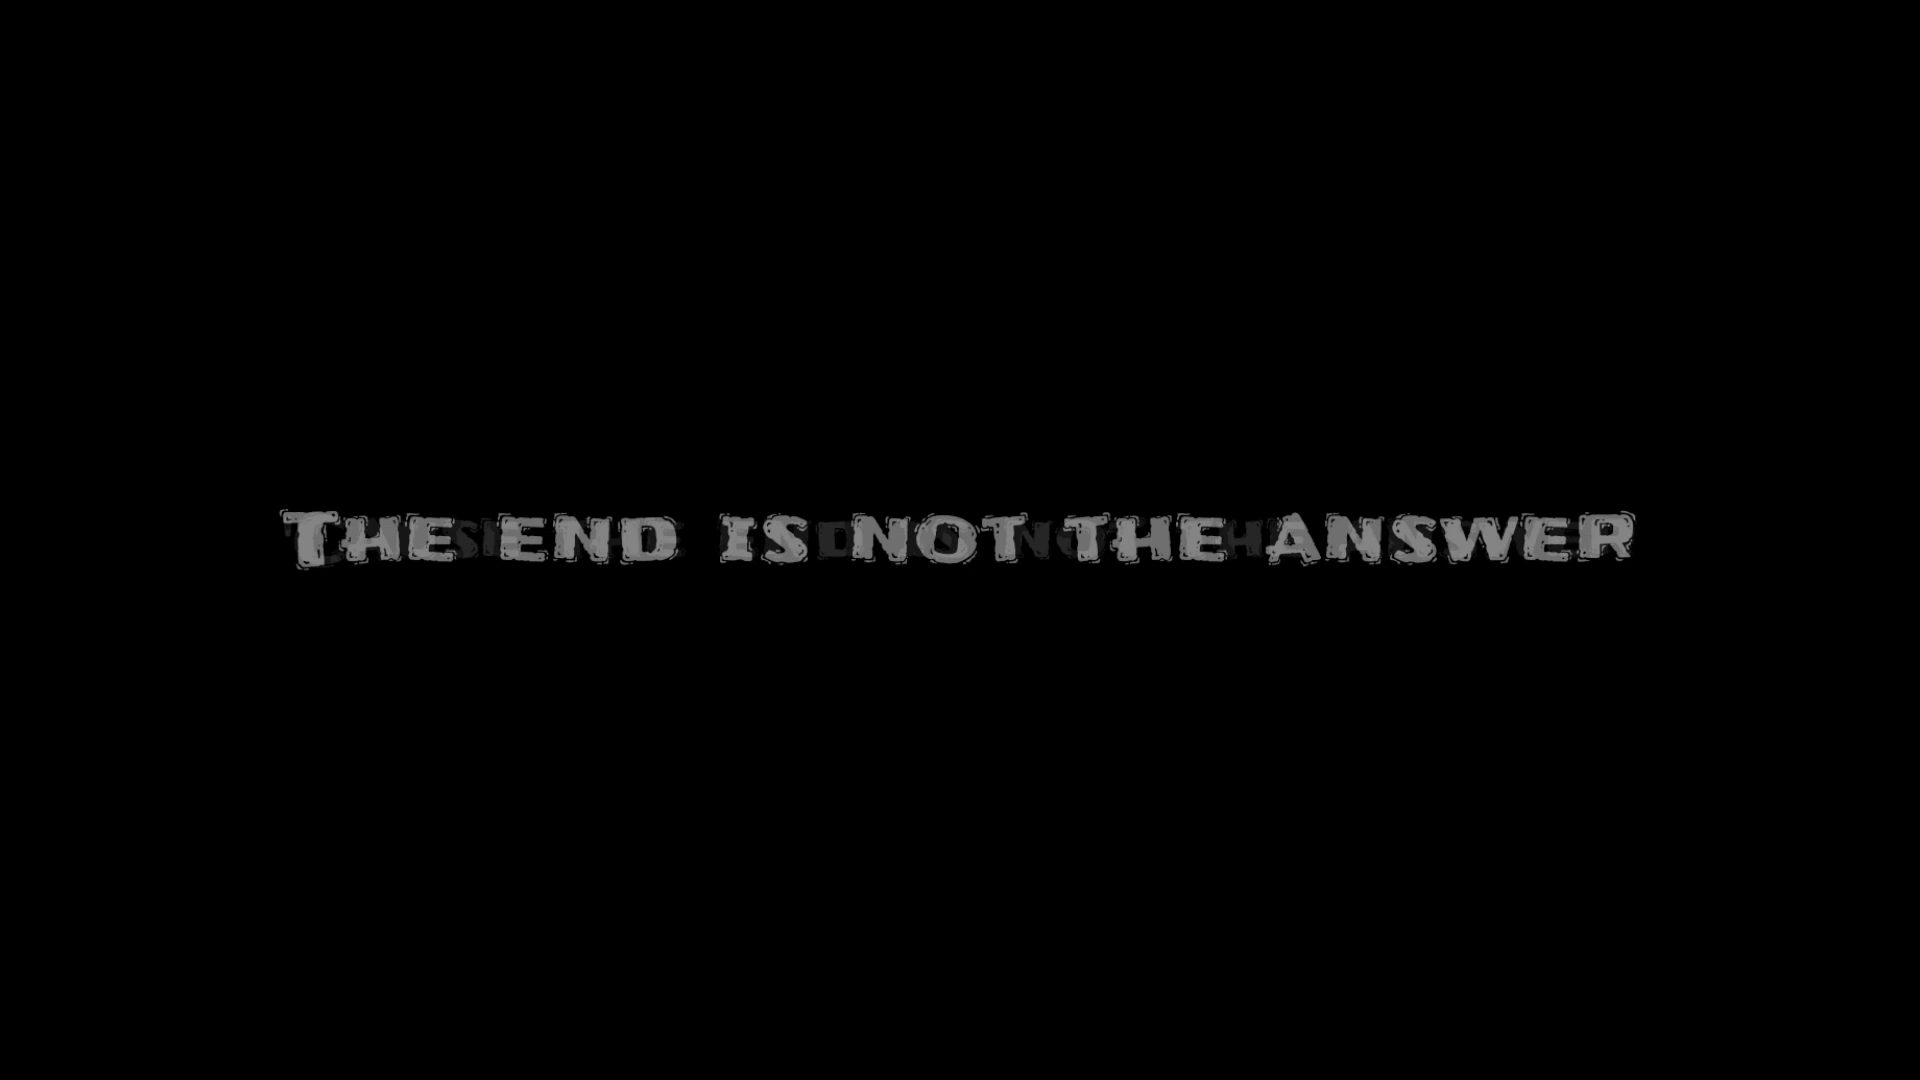 The end is not the answer